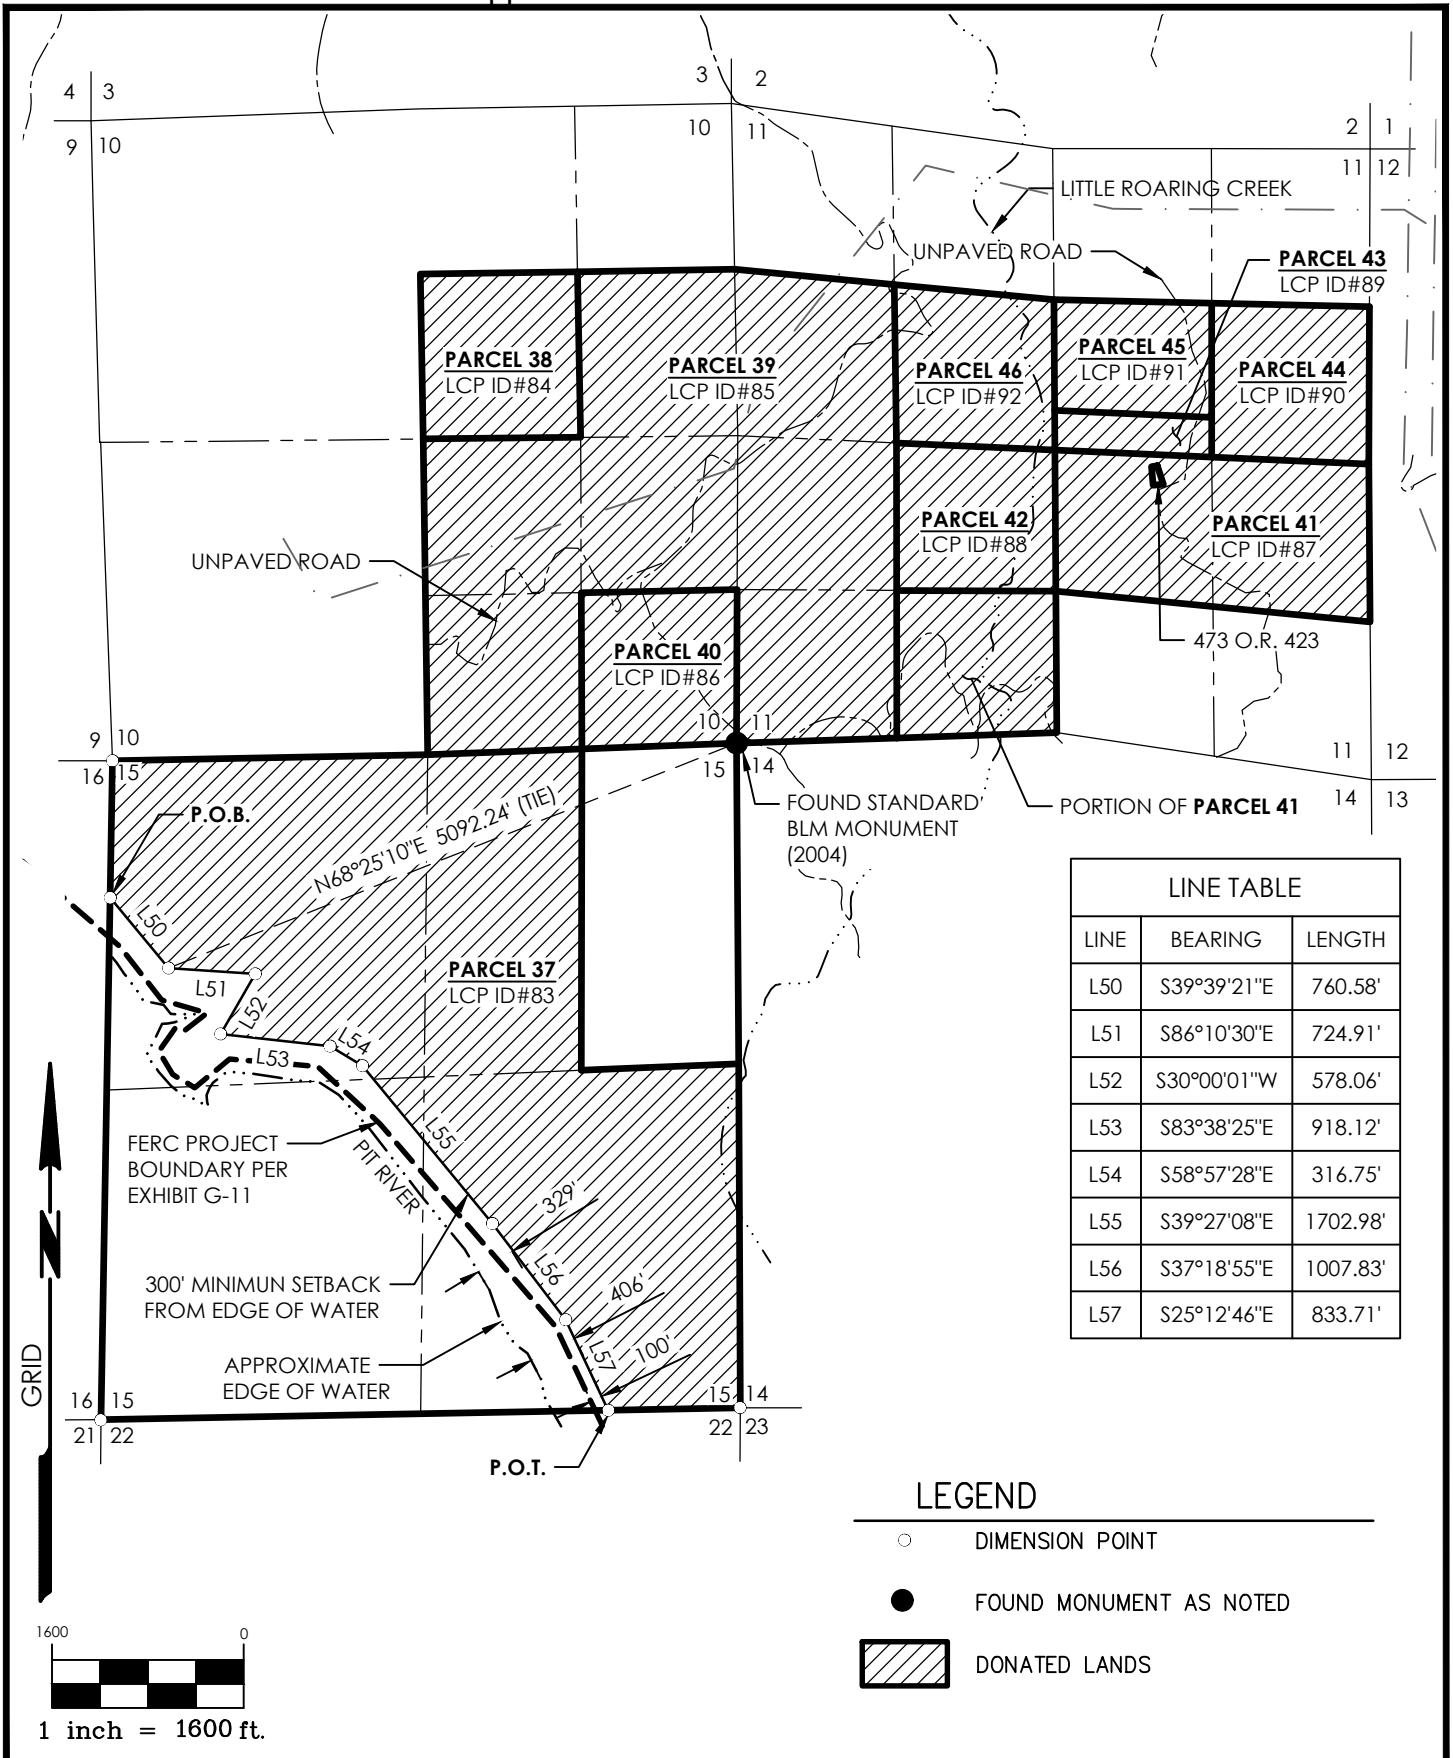 4 3
9 10
3 2
10 11
2 1
11 12
LITTLE ROARING CREEK
UNPAVED ROAD
PARCEL 43
LCP ID#89
PARCEL 38
LCP ID#84
PARCEL 39
LCP ID#85
PARCEL 46
LCP ID#92
PARCEL 45
LCP ID#91
PARCEL 44
LCP ID#90
PARCEL 42
LCP ID#88
PARCEL 41
LCP ID#87
UNPAVED ROAD
473 O.R. 423
PARCEL 40
LCP ID#86
10 11
15 14
9 10
16 15
11 12
14 13
P.O.B.
N68°25'10"E 5092.24' (TIE)
FOUND STANDARD
BLM MONUMENT
(2004)
PORTION OF PARCEL 41
L50
L51
L52
L53
L54
L55
L56
L57
PARCEL 37
LCP ID#83
LINE TABLE
LINE BEARING LENGTH
L50 S39°39'21"E 760.58'
L51 S86°10'30"E 724.91'
L52 S30°00'01"W 578.06'
L53 S83°38'25"E 918.12'
L54 S58°57'28"E 316.75'
L55 S39°27'08"E 1702.98'
L56 S37°18'55"E 1007.83'
L57 S25°12'46"E 833.71'
FERC PROJECT
BOUNDARY PER
EXHIBIT G-11
PIT RIVER
329'
406'
100'
300' MINIMUN SETBACK
FROM EDGE OF WATER
APPROXIMATE
EDGE OF WATER
16 15
21 22
15 14
22 23
P.O.T.
N
GRID
LEGEND
DIMENSION POINT
FOUND MONUMENT AS NOTED
DONATED LANDS
1600 0
1 inch = 1600 ft.